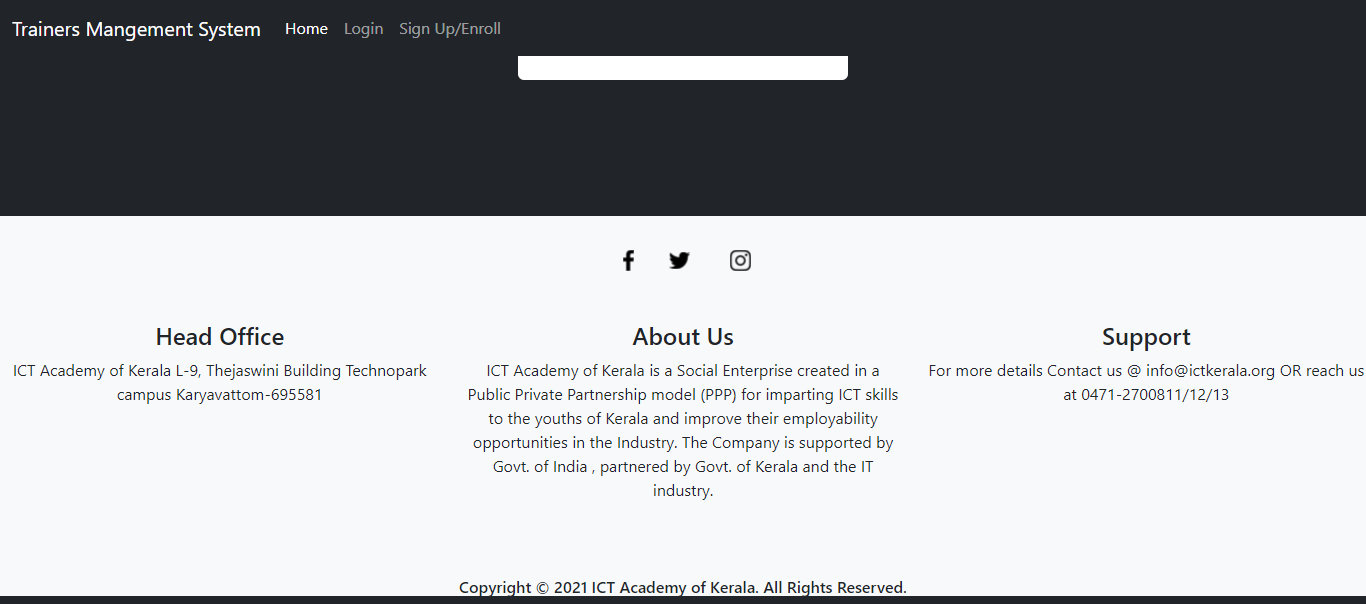 Trainers Mangement System Home Login Sign Up/Enroll
Head Office
ICT Academy of Kerala L-9, Thejaswini Building Technopark
campus Karyavattom-695581
About Us
ICT Academy of Kerala is a Social Enterprise created in a
Public Private Partnership model (PPP) for imparting ICT skills
to the youths of Kerala and improve their employability
opportunities in the Industry. The Company is supported by
Govt. of India , partnered by Govt. of Kerala and the IT
industry.
Support
For more details Contact us @ info@ictkerala.org OR reach us
at 0471-2700811/12/13
Copyright © 2021 ICT Academy of Kerala. All Rights Reserved.